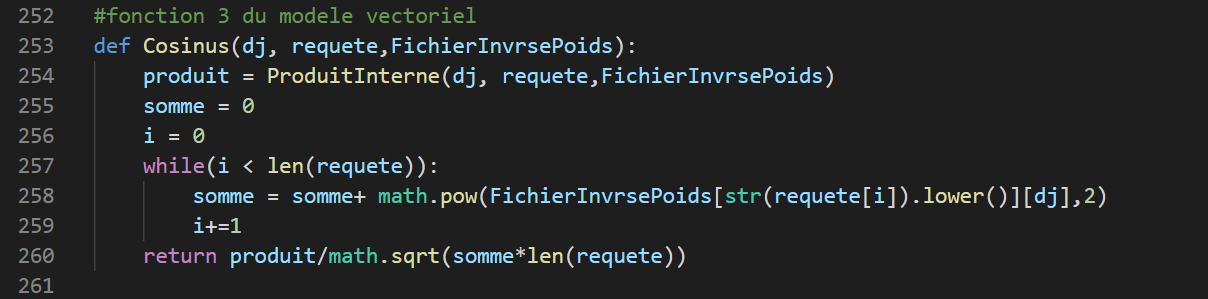 252 #fonction 3 du modele vectoriel
253 def Cosinus(dj, requete,FichierInvrsePoids):
254     produit = ProduitInterne(dj, requete,FichierInvrsePoids)
255     somme = 0
256     i = 0
257     while(i < len(requete)):
258         somme = somme+ math.pow(FichierInvrsePoids[str(requete[i]).lower()][dj],2)
259         i+=1
260     return produit/math.sqrt(somme*len(requete))
261